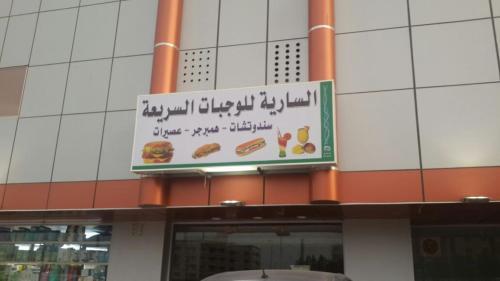 السارية للوجبات السريعة
سندوتشات - همبرجر - عصيرات